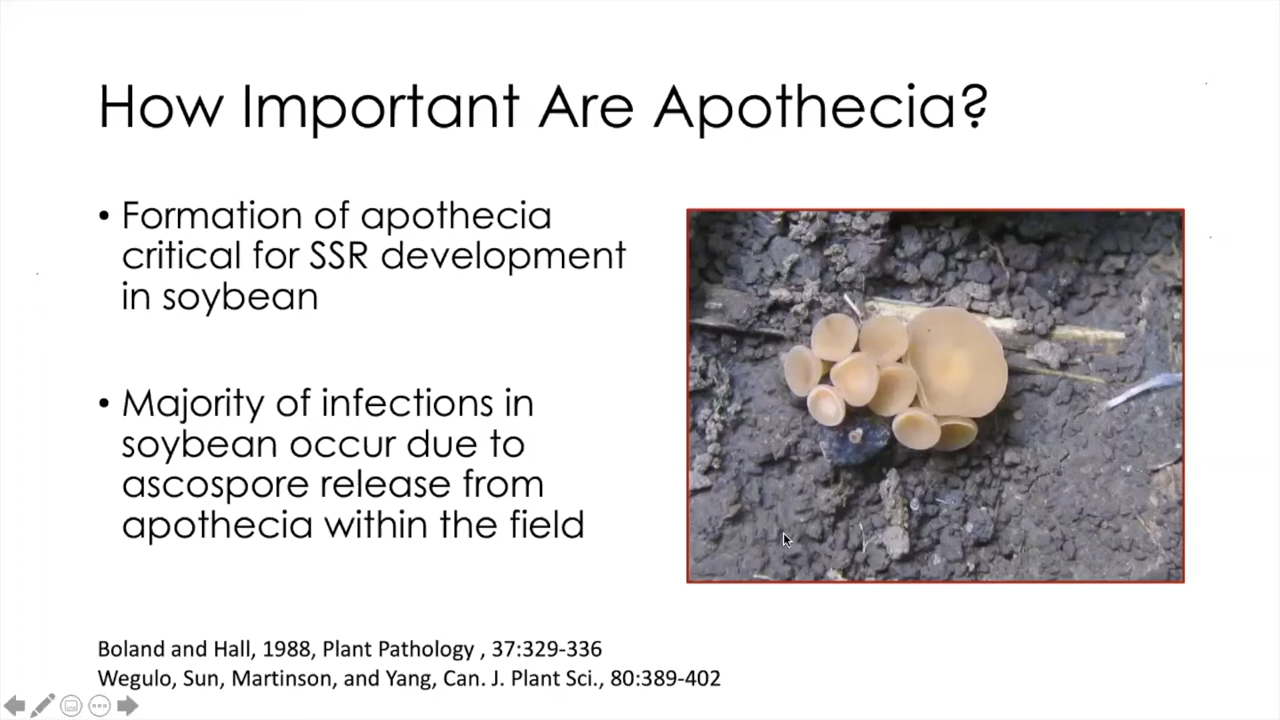 How Important Are Apothecia?
• Formation of apothecia
critical for SSR development
in soybean
• Majority of infections in
soybean occur due to
ascospore release from
apothecia within the field
Boland and Hall, 1988, Plant Pathology , 37:329-336
Wegulo, Sun, Martinson, and Yang, Can. J. Plant Sci., 80:389-402